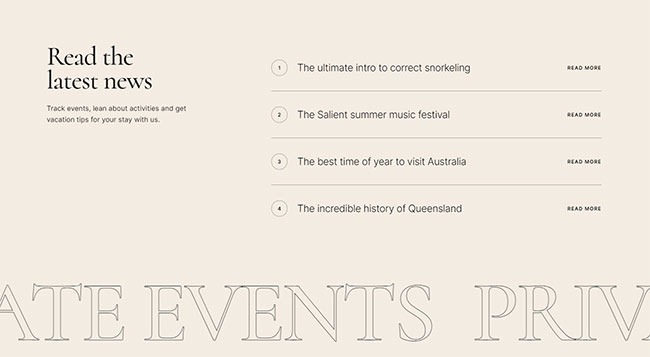 Read the
latest news
Track events, lean about activities and get
vacation tips for your stay with us.
1 The ultimate intro to correct snorkeling READ MORE
2 The Salient summer music festival READ MORE
3 The best time of year to visit Australia READ MORE
4 The incredible history of Queensland READ MORE
ATE EVENTS PRIV